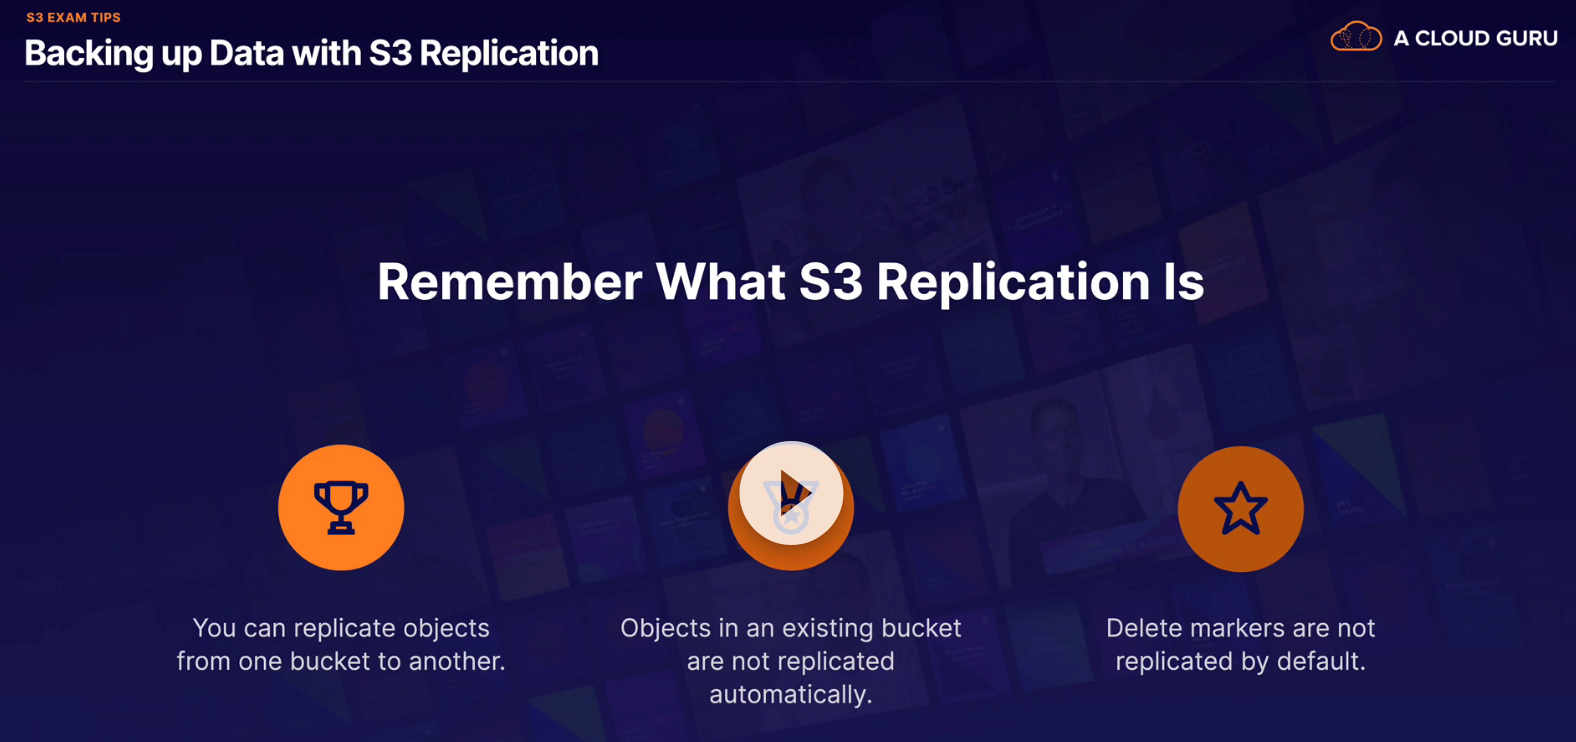 S3 EXAM TIPS
Backing up Data with S3 Replication
A CLOUD GURU
Remember What S3 Replication Is
You can replicate objects
from one bucket to another.
Objects in an existing bucket
are not replicated
automatically.
Delete markers are not
replicated by default.